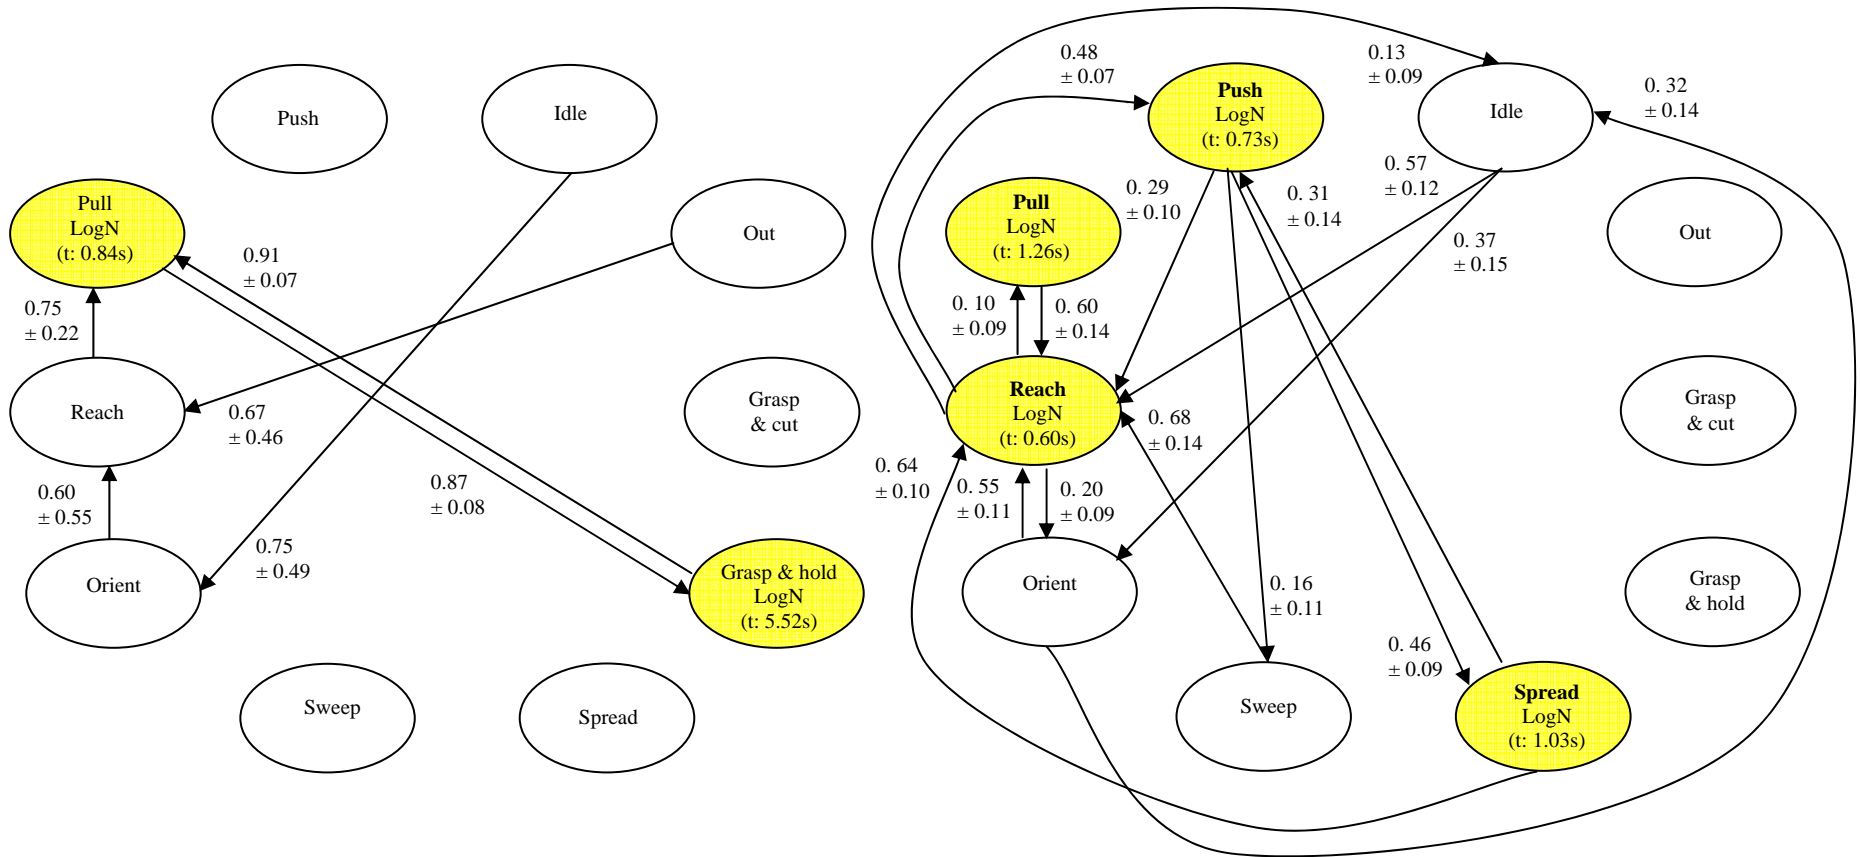 Push
Idle
Pull
LogN
(t: 0.84s)
0.91
± 0.07
Out
0.75
± 0.22
Reach
0.67
± 0.46
Grasp
& cut
0.60
± 0.55
0.87
± 0.08
Orient
0.75
± 0.49
Grasp & hold
LogN
(t: 5.52s)
Sweep
Spread
0.48
± 0.07
Push
LogN
(t: 0.73s)
0.13
± 0.09
Idle
0. 32
± 0.14
Pull
LogN
(t: 1.26s)
0. 29
± 0.10
0. 31
± 0.14
0. 57
± 0.12
0. 37
± 0.15
Out
0. 10
± 0.09
0. 60
± 0.14
Reach
LogN
(t: 0.60s)
0. 68
± 0.14
Grasp
& cut
0. 64
± 0.10
0. 55
± 0.11
0. 20
± 0.09
Orient
0. 16
± 0.11
Grasp
& hold
0. 46
± 0.09
Sweep
Spread
LogN
(t: 1.03s)